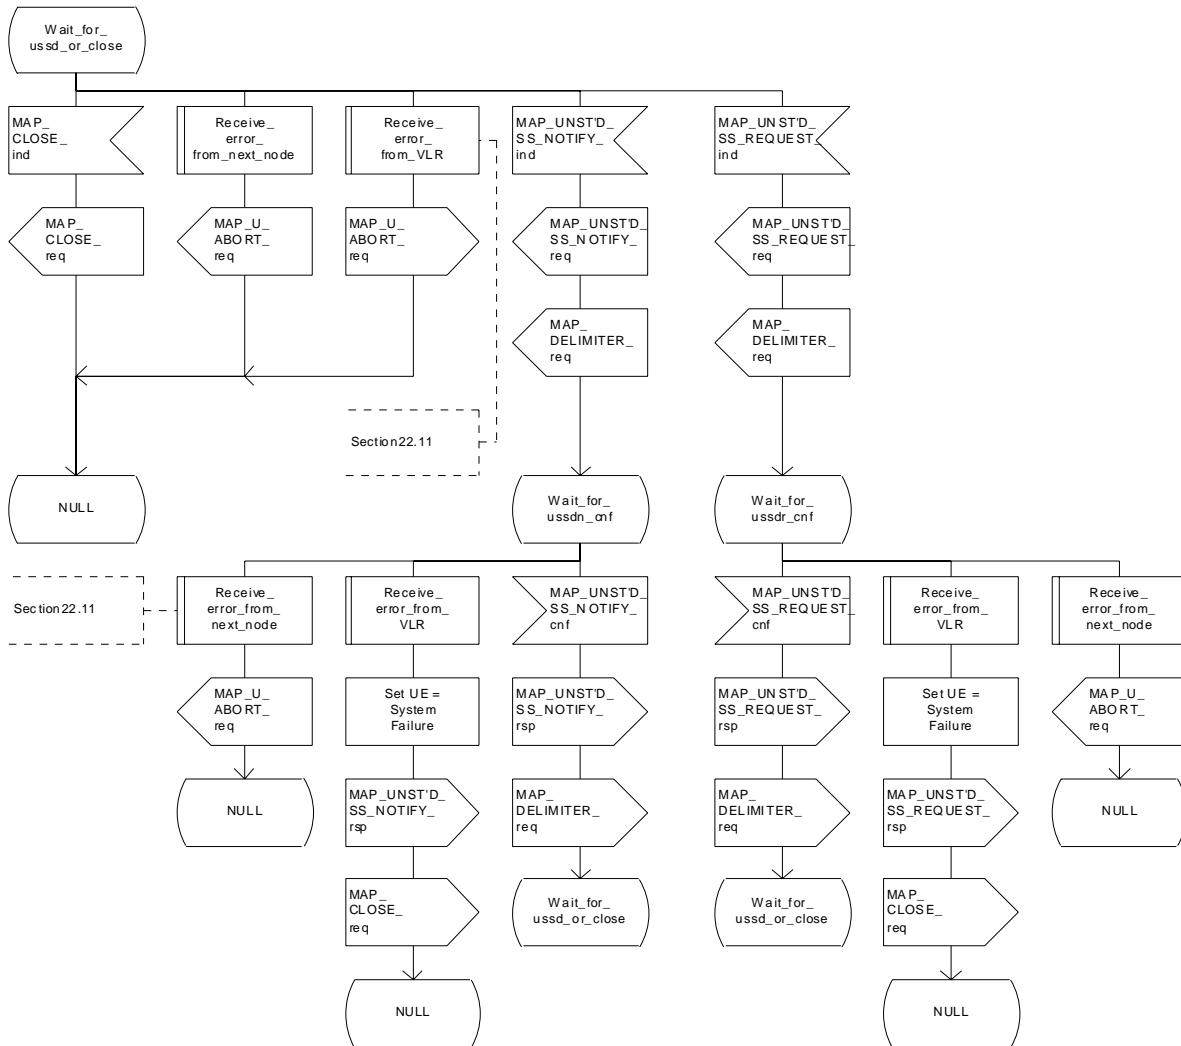 Wait_for_
ussd_or_close
MAP_
CLOSE_
ind
Receive_
error_
from_next_node
Receive_
error_
from_VLR
MAP_UNST'D_
SS_NOTIFY_
ind
MAP_UNST'D_
SS_REQUEST_
ind
MAP_
CLOSE_
req
MAP_U_
ABORT_
req
MAP_U_
ABORT_
req
MAP_UNST'D_
SS_NOTIFY_
req
MAP_UNST'D_
SS_REQUEST_
req
MAP_
DELIMITER_
req
MAP_
DELIMITER_
req
Section22.11
NULL
Wait_for_
ussdn_cnf
Wait_for_
ussdr_cnf
Section22.11
Receive_
error_from_
next_node
Receive_
error_from_
VLR
MAP_UNST'D_
SS_NOTIFY_
cnf
MAP_UNST'D_
SS_REQUEST_
cnf
Receive_
error_from_
VLR
Receive_
error_from_
next_node
MAP_U_
ABORT_
req
Set UE =
System
Failure
MAP_UNST'D_
SS_NOTIFY_
rsp
MAP_UNST'D_
SS_REQUEST_
rsp
Set UE =
System
Failure
MAP_U_
ABORT_
req
NULL
MAP_UNST'D_
SS_NOTIFY_
rsp
MAP_
DELIMITER_
req
MAP_
DELIMITER_
req
MAP_UNST'D_
SS_REQUEST_
rsp
NULL
MAP_
CLOSE_
req
Wait_for_
ussd_or_close
Wait_for_
ussd_or_close
MAP_
CLOSE_
req
NULL
NULL